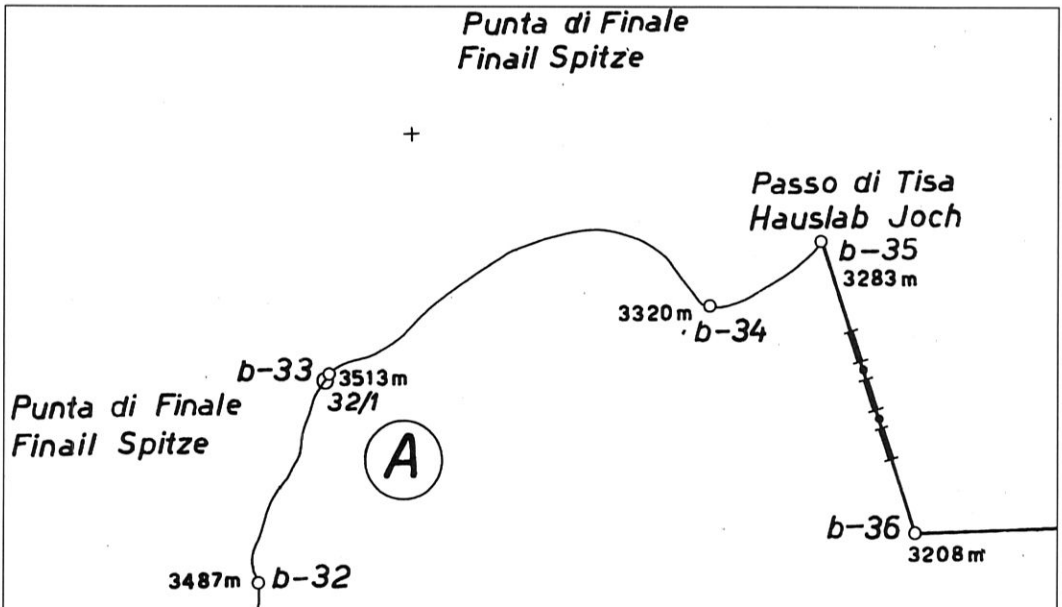 Punta di Finale
Finail Spitze
Passo di Tisa
Hauslab Joch
b-35
3283 m
3320 m
b-34
b-33
3513 m
32/1
Punta di Finale
Finail Spitze
A
b-36
3208 m
3487 m
b-32